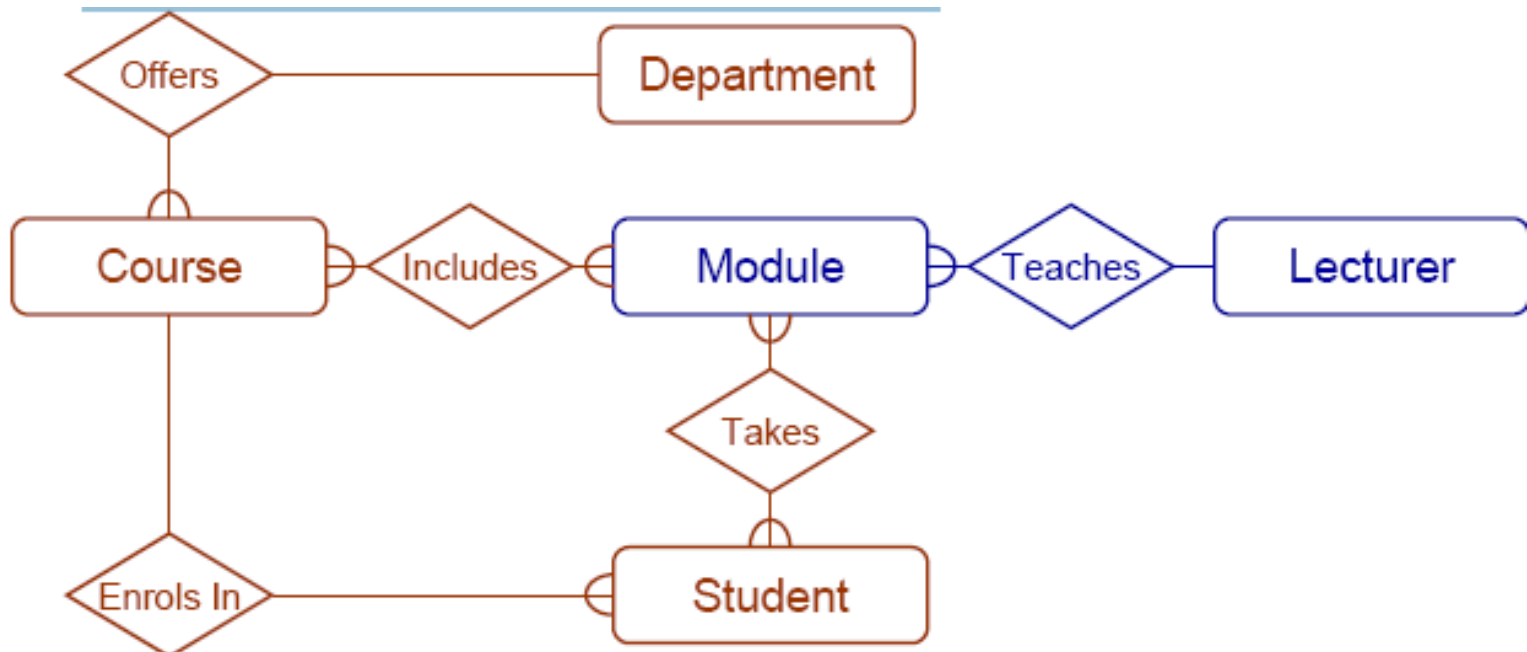 Offers
Department
Course
Includes
Module
Teaches
Lecturer
Takes
Enrols In
Student